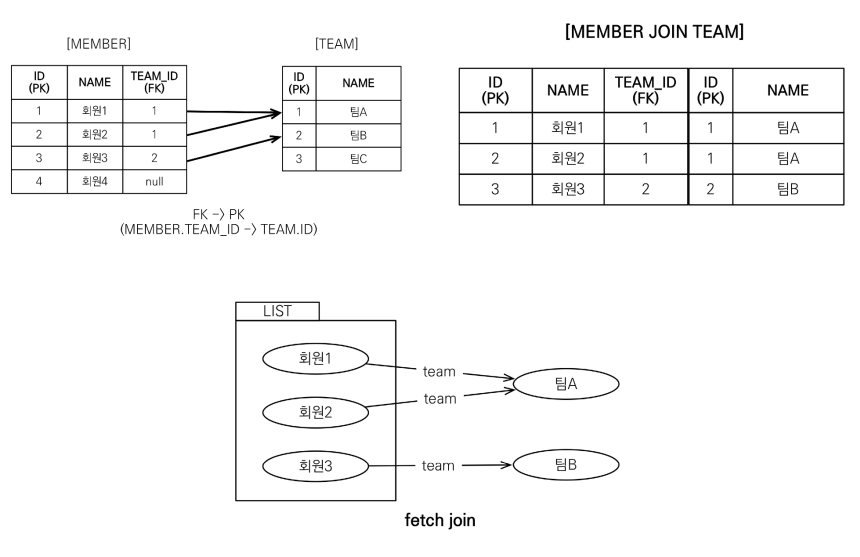 [MEMBER]
ID (PK) NAME TEAM_ID (FK)
1 회원1 1
2 회원2 1
3 회원3 2
4 회원4 null
[TEAM]
ID (PK) NAME
1 팀A
2 팀B
3 팀C
FK -> PK
(MEMBER.TEAM_ID -> TEAM.ID)
[MEMBER JOIN TEAM]
ID (PK) NAME TEAM_ID (FK) ID (PK) NAME
1 회원1 1 1 팀A
2 회원2 1 1 팀A
3 회원3 2 2 팀B
LIST
회원1
team
팀A
회원2
team
회원3
team
팀B
fetch join